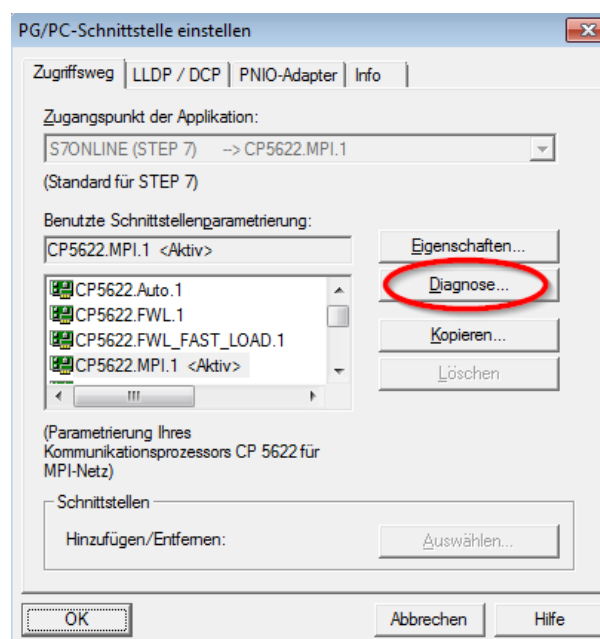 PG/PC-Schnittstelle einstellen
Zugriffsweg LLDP / DCP PNIO-Adapter Info
Zugangspunkt der Applikation:
S7ONLINE (STEP 7) --> CP5622.MPI.1
(Standard für STEP 7)
Benutzte Schnittstellenparametrierung:
CP5622.MPI.1 <Aktiv>
Eigenschaften...
CP5622.Auto.1
Diagnose...
CP5622.FWL.1
CP5622.FWL_FAST_LOAD.1
Kopieren...
CP5622.MPI.1 <Aktiv>
Löschen
(Parametrierung Ihres
Kommunikationsprozessors CP 5622 für
MPI-Netz)
Schnittstellen
Hinzufügen/Entfernen:
Auswählen...
OK Abbrechen Hilfe